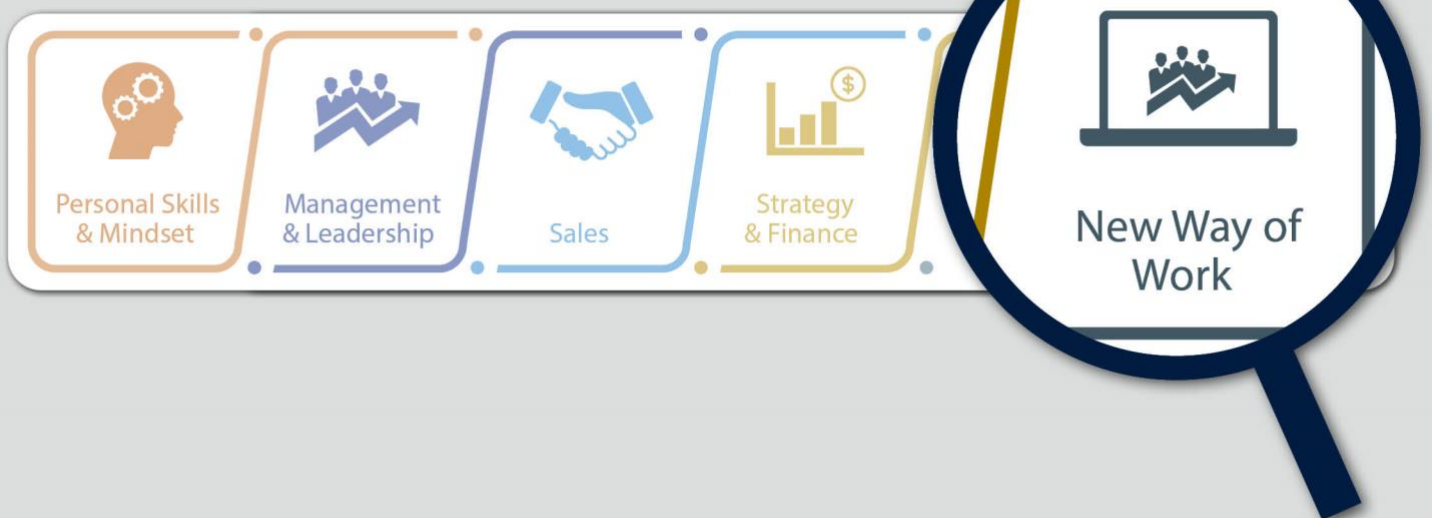 Personal Skills
& Mindset
Management
& Leadership
Sales
$
Strategy
& Finance
New Way of
Work